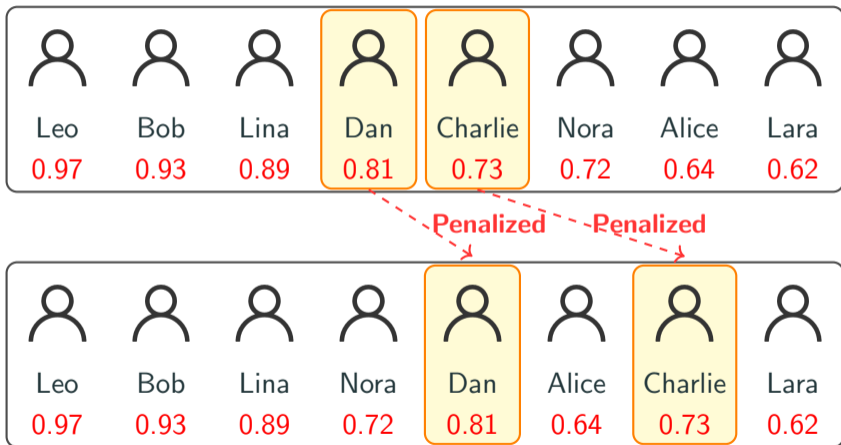 Leo Bob Lina Dan Charlie Nora Alice Lara
0.97 0.93 0.89 0.81 0.73 0.72 0.64 0.62
Penalized Penalized
Leo Bob Lina Nora Dan Alice Charlie Lara
0.97 0.93 0.89 0.72 0.81 0.64 0.73 0.62